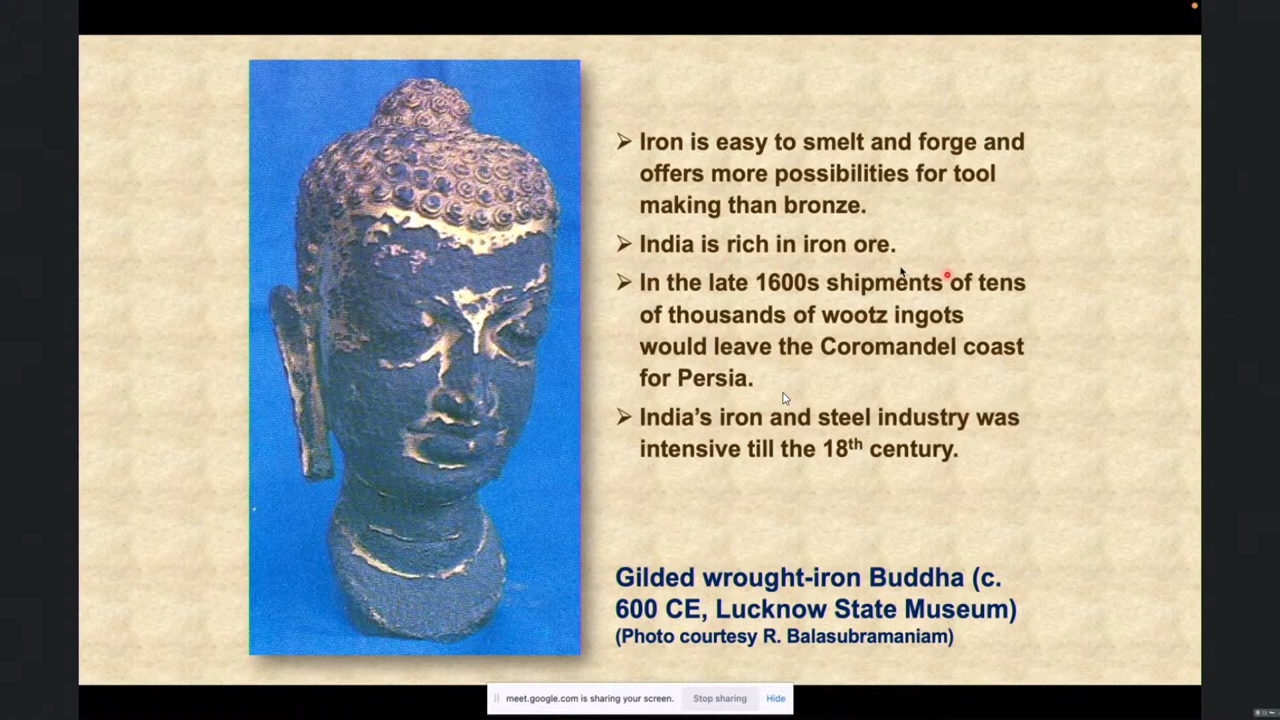 ➢ Iron is easy to smelt and forge and
offers more possibilities for tool
making than bronze.
➢ India is rich in iron ore.
➢ In the late 1600s shipments of tens
of thousands of wootz ingots
would leave the Coromandel coast
for Persia.
➢ India’s iron and steel industry was
intensive till the 18th century.
Gilded wrought-iron Buddha (c.
600 CE, Lucknow State Museum)
(Photo courtesy R. Balasubramaniam)
meet.google.com is sharing your screen. Stop sharing Hide